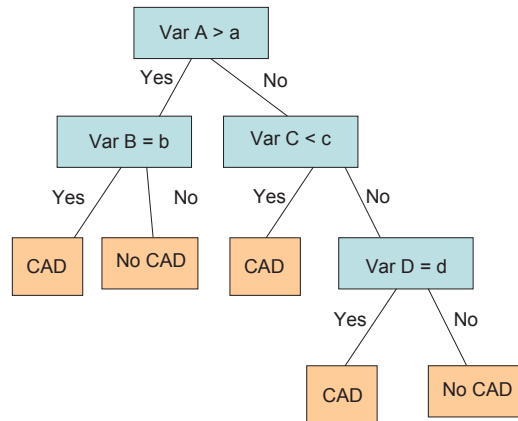 Var A > a
Yes
No
Var B = b
Var C < c
Yes
No
Yes
No
CAD
No CAD
CAD
Var D = d
Yes
No
CAD
No CAD